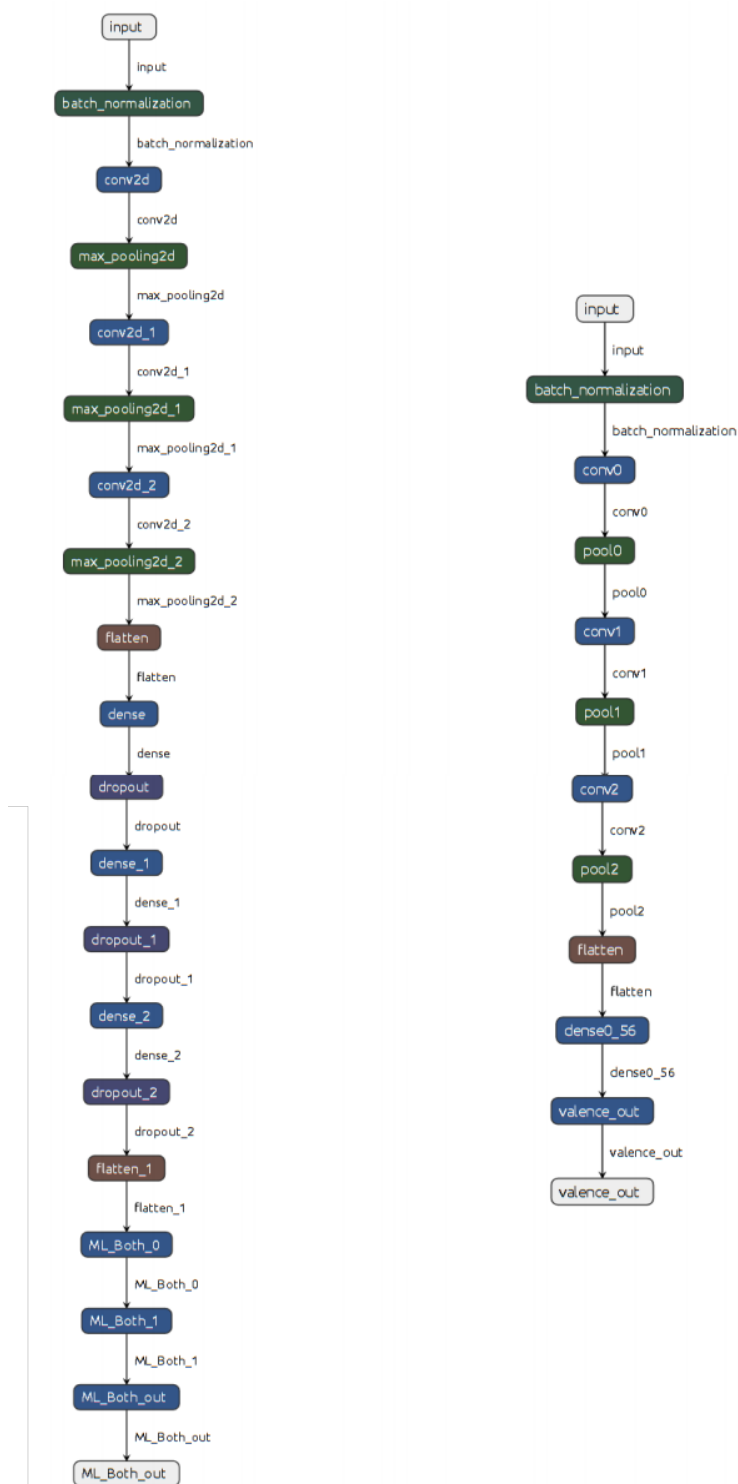 input
input
batch_normalization
batch_normalization
conv2d
conv2d
max_pooling2d
max_pooling2d
conv2d_1
conv2d_1
max_pooling2d_1
max_pooling2d_1
conv2d_2
conv2d_2
max_pooling2d_2
max_pooling2d_2
flatten
flatten
dense
dense
dropout
dropout
dense_1
dense_1
dropout_1
dropout_1
dense_2
dense_2
dropout_2
dropout_2
flatten_1
flatten_1
ML_Both_0
ML_Both_0
ML_Both_1
ML_Both_1
ML_Both_out
ML_Both_out
ML_Both_out
input
input
batch_normalization
batch_normalization
conv0
conv0
pool0
pool0
conv1
conv1
pool1
pool1
conv2
conv2
pool2
pool2
flatten
flatten
dense0_56
dense0_56
valence_out
valence_out
valence_out